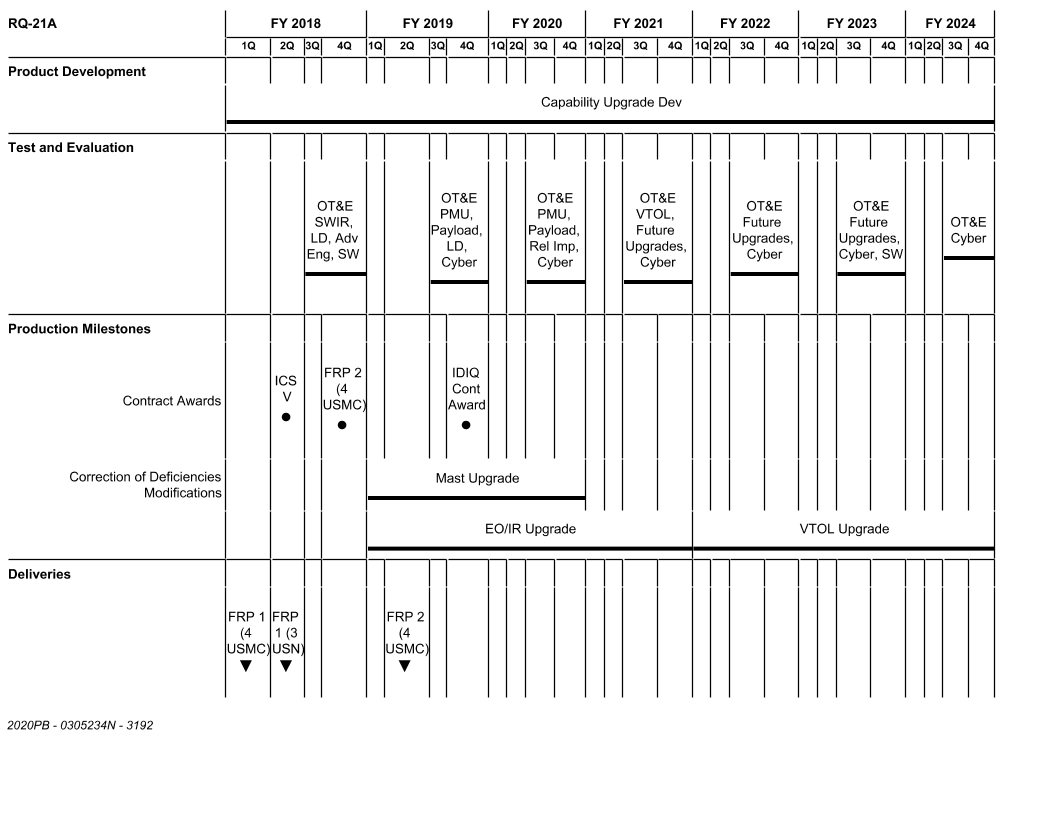 RQ-21A FY 2018 FY 2019 FY 2020 FY 2021 FY 2022 FY 2023 FY 2024
1Q 2Q 3Q 4Q 1Q 2Q 3Q 4Q 1Q 2Q 3Q 4Q 1Q 2Q 3Q 4Q 1Q 2Q 3Q 4Q 1Q 2Q 3Q 4Q 1Q 2Q 3Q 4Q
Product Development
Capability Upgrade Dev
Test and Evaluation
OT&E
SWIR,
LD, Adv
Eng, SW
OT&E
PMU,
Payload,
LD,
Cyber
OT&E
PMU,
Payload,
Rel Imp,
Cyber
OT&E
VTOL,
Future
Upgrades,
Cyber
OT&E
Future
Upgrades,
Cyber
OT&E
Future
Upgrades,
Cyber, SW
OT&E
Cyber
Production Milestones
Contract Awards
ICS
V
FRP 2
(4
USMC)
IDIQ
Cont
Award
Correction of Deficiencies
Modifications
Mast Upgrade
EO/IR Upgrade
VTOL Upgrade
Deliveries
FRP 1
(4
USMC)
FRP
1 (3
USN)
FRP 2
(4
USMC)
2020PB - 0305234N - 3192